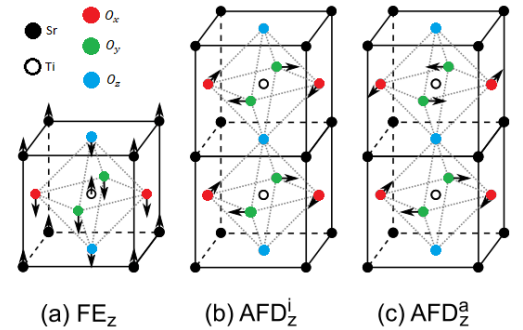 Sr
Ti
O_x
O_y
O_z
(a) FE_z
(b) AFD_z^i
(c) AFD_z^a